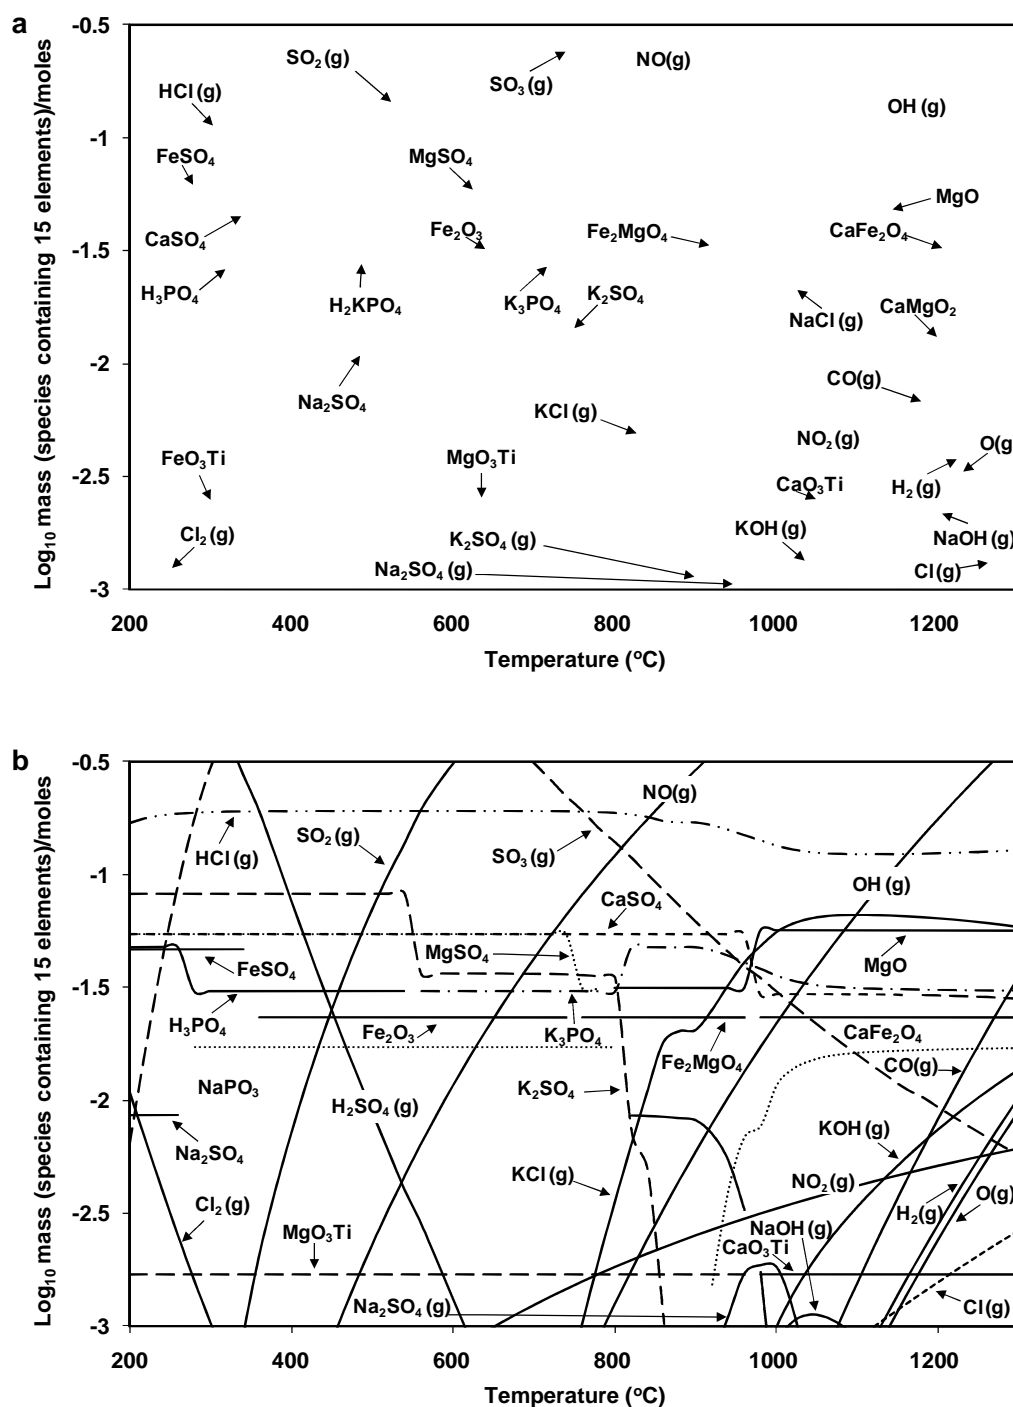 a
-0.5
-1
-1.5
-2
-2.5
-3
Log10 mass (species containing 15 elements)/moles
SO2 (g)
NO(g)
SO3 (g)
HCl (g)
OH (g)
FeSO4
MgSO4
MgO
CaSO4
Fe2O3
Fe2MgO4
CaFe2O4
H3PO4
H2KPO4
K3PO4
K2SO4
NaCl (g)
CaMgO2
Na2SO4
CO(g)
KCl (g)
NO2 (g)
O(g
FeO3Ti
MgO3Ti
CaO3Ti
H2 (g)
Cl2 (g)
K2SO4 (g)
KOH (g)
NaOH (g)
Na2SO4 (g)
Cl (g)
200 400 600 800 1000 1200
Temperature (oC)
b
-0.5
-1
-1.5
-2
-2.5
-3
Log10 mass (species containing 15 elements)/moles
NO(g)
SO2 (g)
HCl (g)
SO3 (g)
OH (g)
CaSO4
MgSO4
FeSO4
MgO
H3PO4
Fe2O3
K3PO4
CaFe2O4
Fe2MgO4
CO(g)
NaPO3
H2SO4 (g)
K2SO4
KOH (g)
Na2SO4
KCl (g)
NO2 (g)
O(g)
Cl2 (g)
H2(g)
MgO3Ti
NaOH (g)
CaO3Ti
Na2SO4 (g)
Cl (g)
200 400 600 800 1000 1200
Temperature (oC)